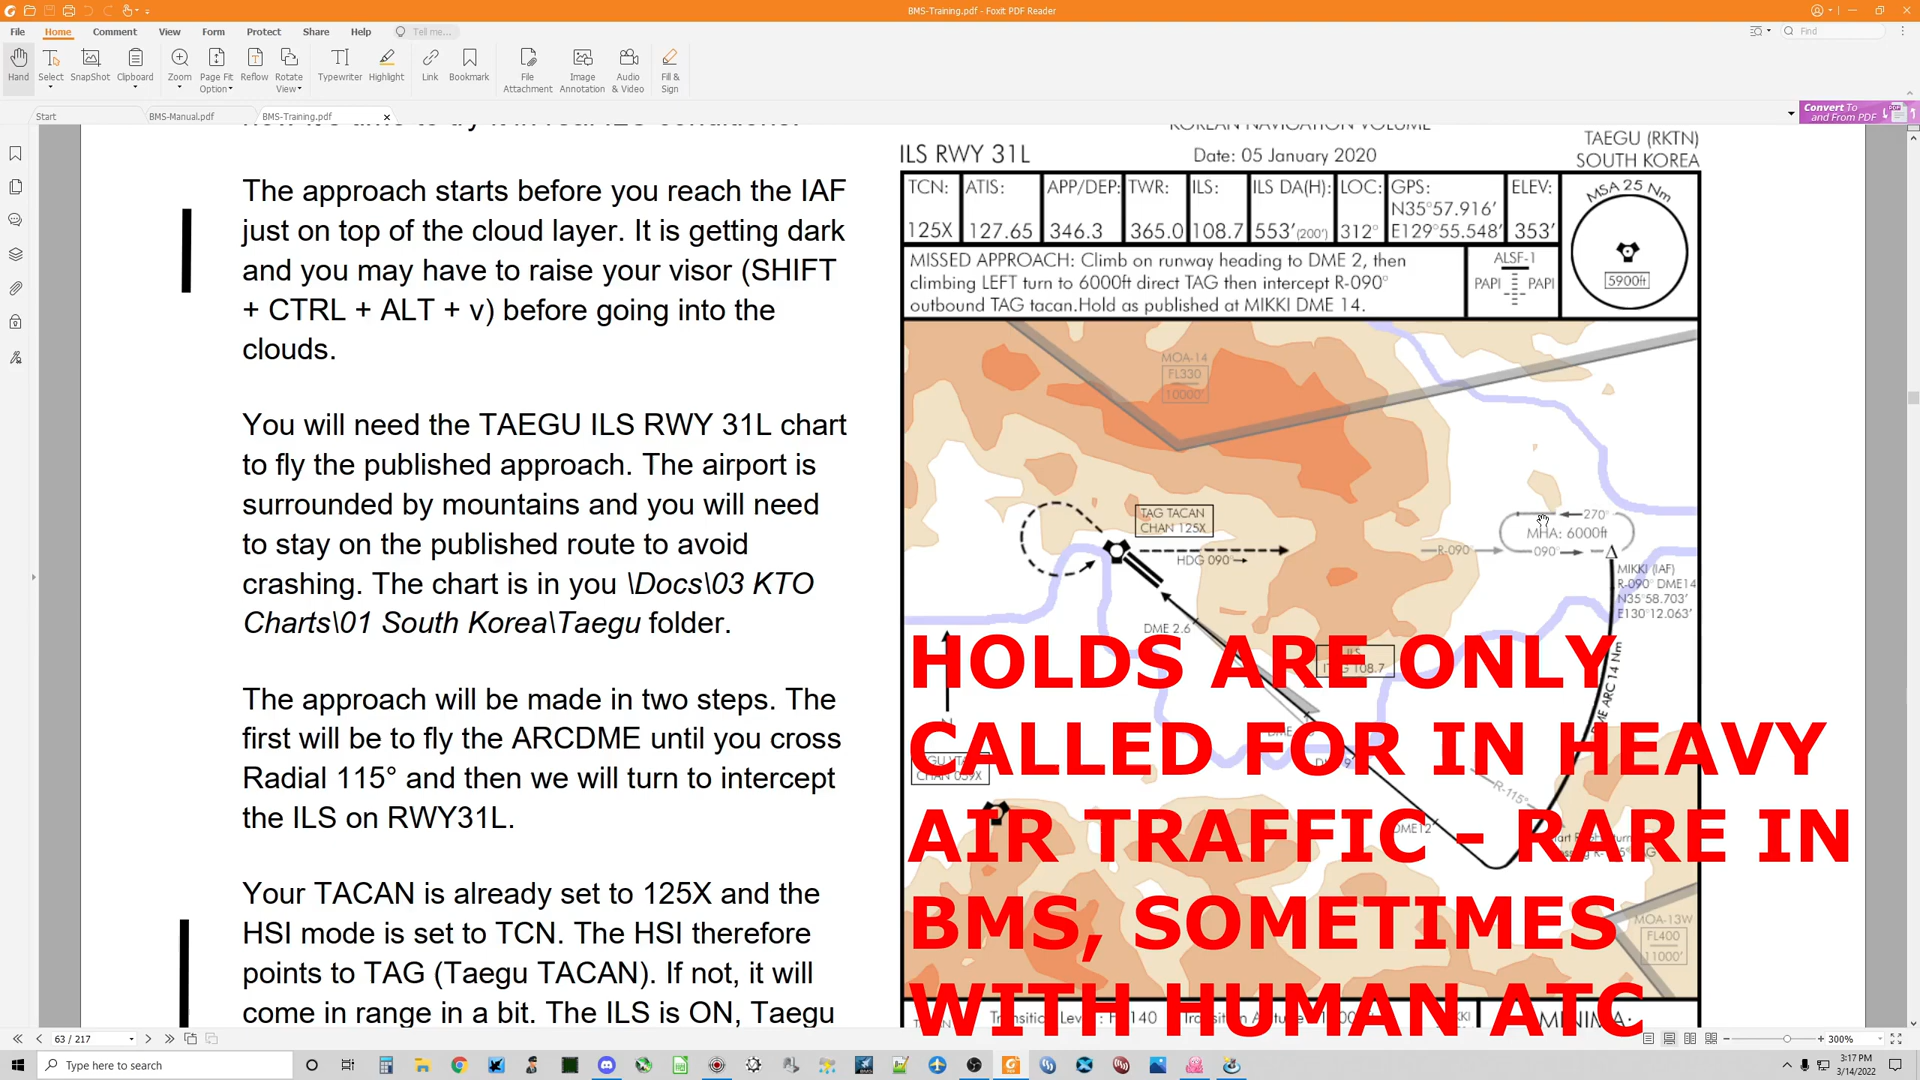 BMS-Training.pdf - Foxit PDF Reader
File Home Comment View Form Protect Share Help Tell me... Find
Hand Select SnapShot Clipboard Zoom Page Fit Option Reflow Rotate View Typewriter Highlight Link Bookmark File Attachment Image Annotation Audio & Video Fill & Sign
Start BMS-Manual.pdf BMS-Training.pdf
Convert To and From PDF
The approach starts before you reach the IAF
just on top of the cloud layer. It is getting dark
and you may have to raise your visor (SHIFT
+ CTRL + ALT + v) before going into the
clouds.
You will need the TAEGU ILS RWY 31L chart
to fly the published approach. The airport is
surrounded by mountains and you will need
to stay on the published route to avoid
crashing. The chart is in you \Docs\03 KTO
Charts\01 South Korea\Taegu folder.
The approach will be made in two steps. The
first will be to fly the ARCDME until you cross
Radial 115° and then we will turn to intercept
the ILS on RWY31L.
Your TACAN is already set to 125X and the
HSI mode is set to TCN. The HSI therefore
points to TAG (Taegu TACAN). If not, it will
come in range in a bit. The ILS is ON, Taegu
KOREAN NAVIGATION VOLUME
ILS RWY 31L
Date: 05 January 2020
TAEGU (RKTN)
SOUTH KOREA
TCN: ATIS: APP/DEP: TWR: ILS: ILS DA(H): LOC: GPS: ELEV:
N35°57.916'
125X 127.65 346.3 365.0 108.7 553'(200') 312° E129°55.548' 353'
MSA 25 Nm
5900ft
MISSED APPROACH: Climb on runway heading to DME 2, then
climbing LEFT turn to 6000ft direct TAG then intercept R-090°
outbound TAG tacan.Hold as published at MIKKI DME 14.
ALSF-1
PAPI PAPI
MOA-14
FL330
10000'
TAG TACAN
CHAN 125X
HDG 090°
R-090°
270°
MHA: 6000ft
090°
MIKKI (IAF)
R-090° DME14
N35°58.703'
E130°12.063'
DME 2.6
ILS
108.7
ARC 14 Nm
CHAN 059X
R-115°
DME12
HOLDS ARE ONLY
CALLED FOR IN HEAVY
AIR TRAFFIC - RARE IN
BMS, SOMETIMES
WITH HUMAN ATC
MOA-13W
FL400
11000'
MINIMA:
63 / 217
300%
Type here to search
3:17 PM
3/14/2022